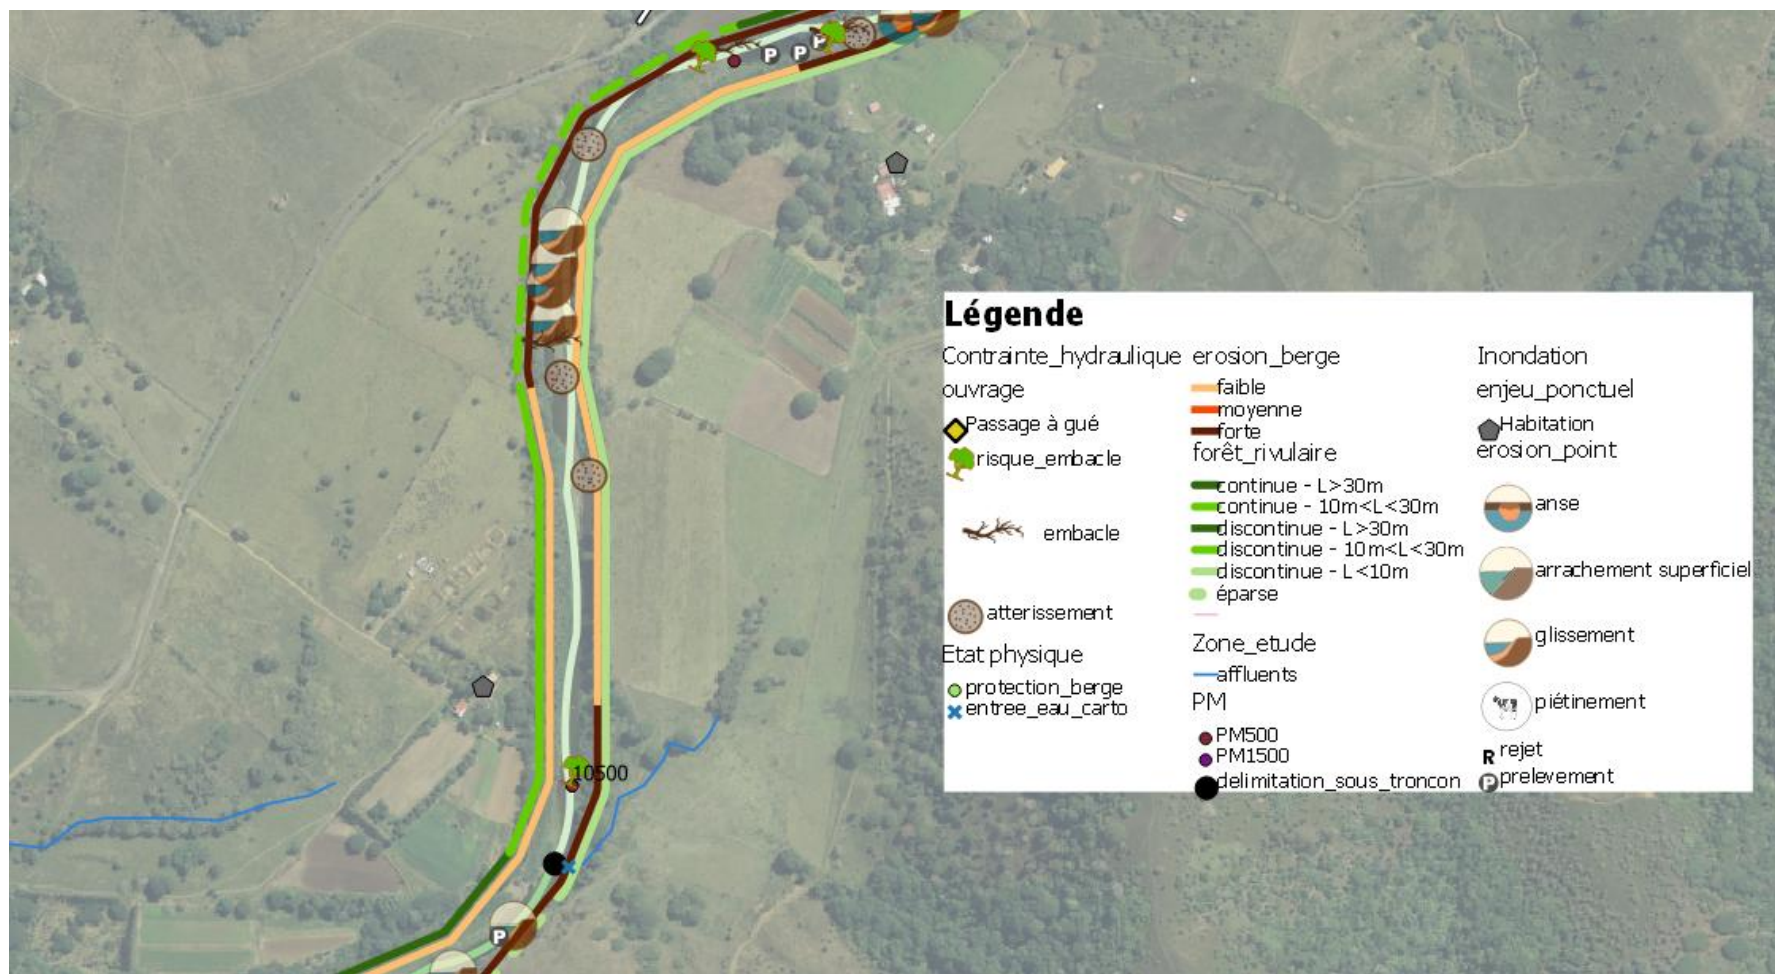 P
P
P
Légende
Contrainte_hydraulique
ouvrage
Passage à gué
risque_embacle
embacle
atterissement
Etat physique
protection_berge
entree_eau_carto
erosion_berge
faible
moyenne
forte
forêt_rivulaire
continue - L>30m
continue - 10m<L<30m
discontinue - L>30m
discontinue - 10m<L<30m
discontinue - L<10m
éparse
Zone_etude
affluents
PM
PM500
PM1500
delimitation_sous_troncon
Inondation
enjeu_ponctuel
Habitation
erosion_point
anse
arrachement superficiel
glissement
piétinement
R rejet
P prelevement
10500
P